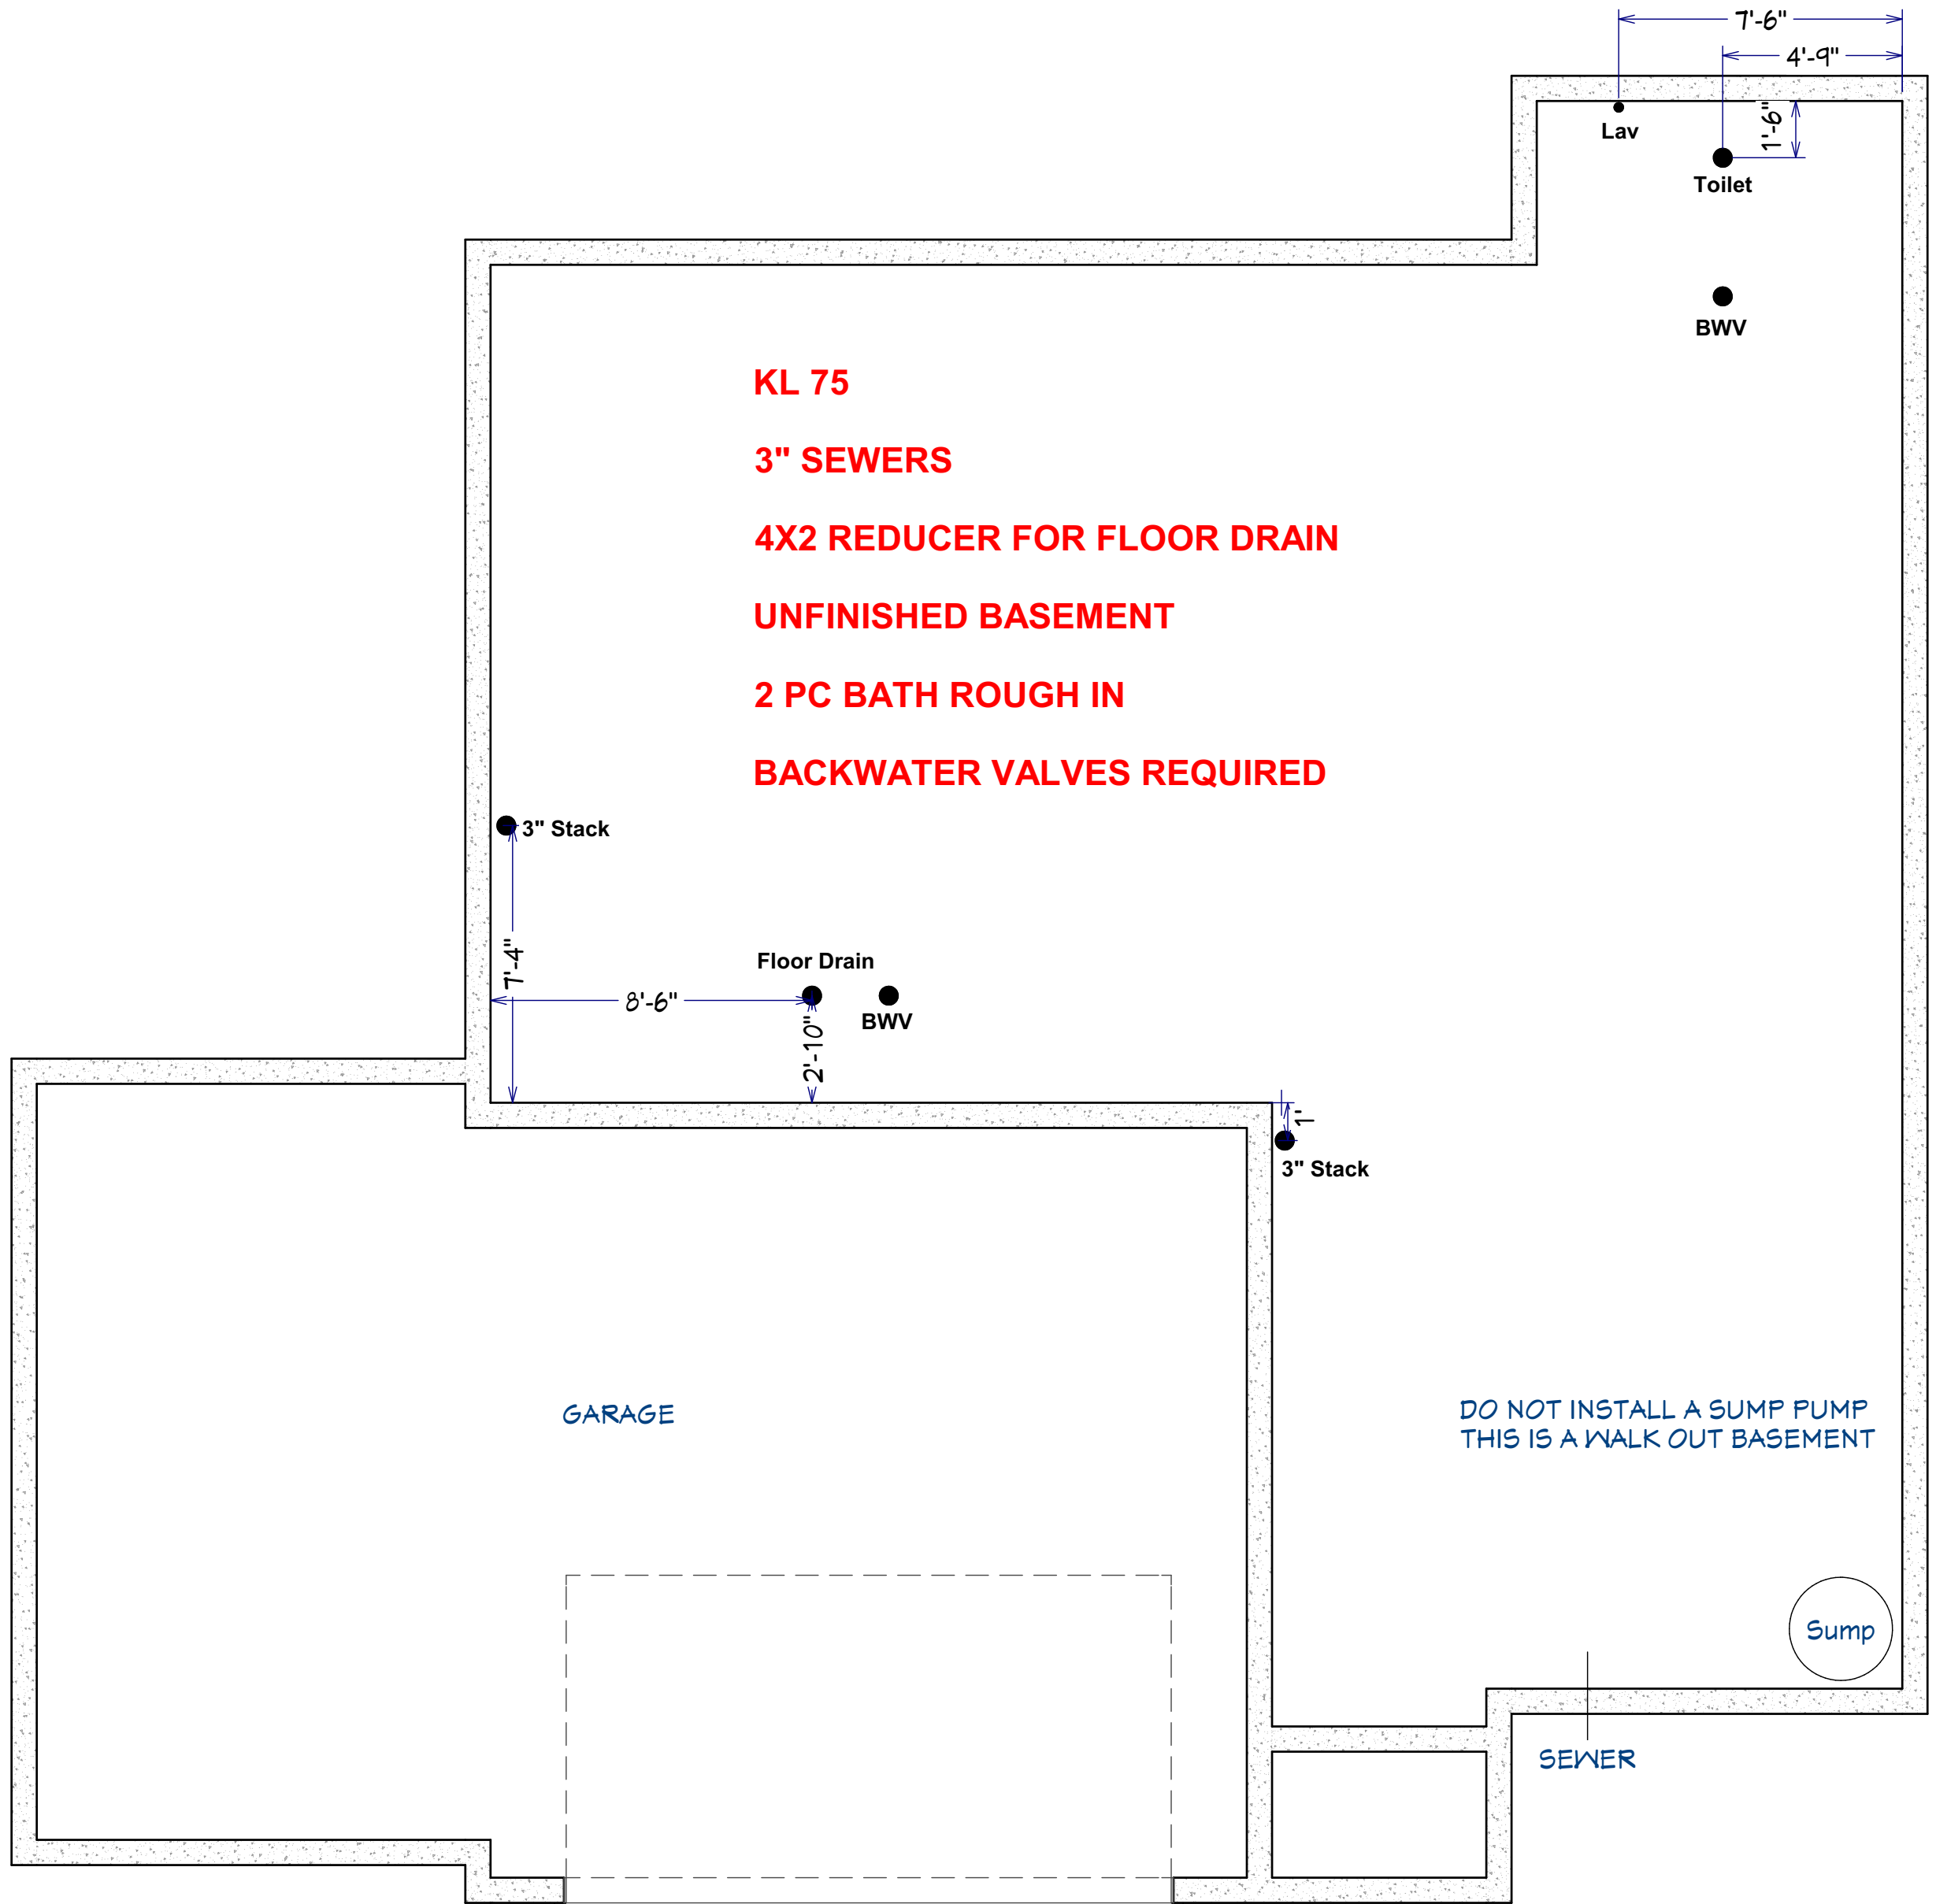 7'-6"
4'-9"
1'-6"
Lav
Toilet
BWV
KL 75
3" SEWERS
4X2 REDUCER FOR FLOOR DRAIN
UNFINISHED BASEMENT
2 PC BATH ROUGH IN
BACKWATER VALVES REQUIRED
3" Stack
7'-4"
Floor Drain
8'-6"
BWV
2'-10"
1'
3" Stack
GARAGE
DO NOT INSTALL A SUMP PUMP
THIS IS A WALK OUT BASEMENT
Sump
SEWER